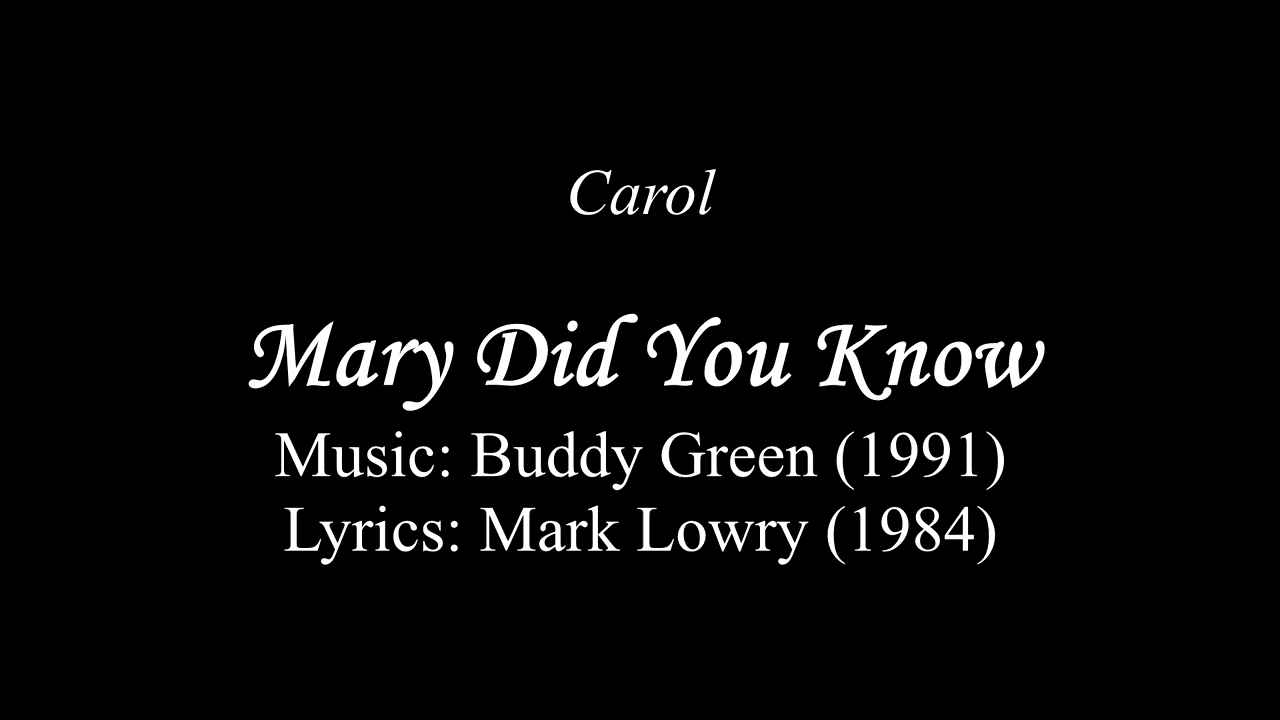 Carol
Mary Did You Know
Music: Buddy Green (1991)
Lyrics: Mark Lowry (1984)